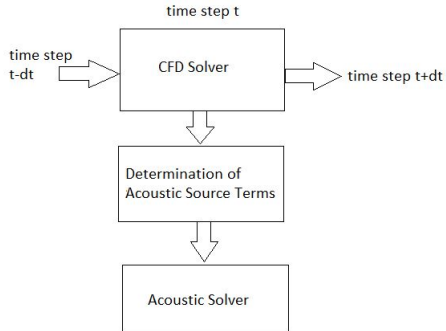 time step t
time step
t-dt
CFD Solver
time step t+dt
Determination of
Acoustic Source Terms
Acoustic Solver